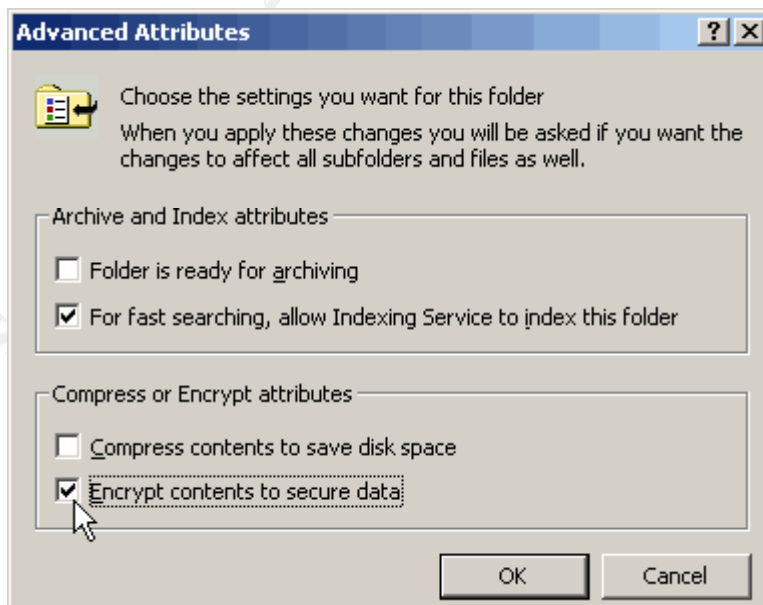 Advanced Attributes
?
Choose the settings you want for this folder
When you apply these changes you will be asked if you want the
changes to affect all subfolders and files as well.
Archive and Index attributes
Folder is ready for archiving
For fast searching, allow Indexing Service to index this folder
Compress or Encrypt attributes
Compress contents to save disk space
Encrypt contents to secure data
OK Cancel